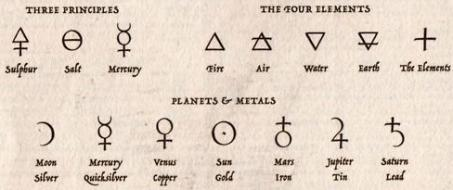 THREE PRINCIPLES
THE FOUR ELEMENTS
Sulphur Salt Mercury
Fire Air Water Earth The Elements
PLANETS & METALS
Moon Mercury Venus Sun Mars Jupiter Saturn
Silver Quicksilver Copper Gold Iron Tin Lead